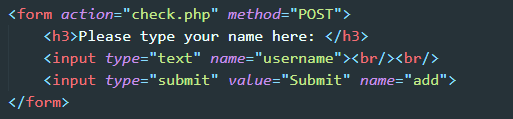 <form action="check.php" method="POST">
<h3>Please type your name here: </h3>
<input type="text" name="username"><br/><br/>
<input type="submit" value="Submit" name="add">
</form>